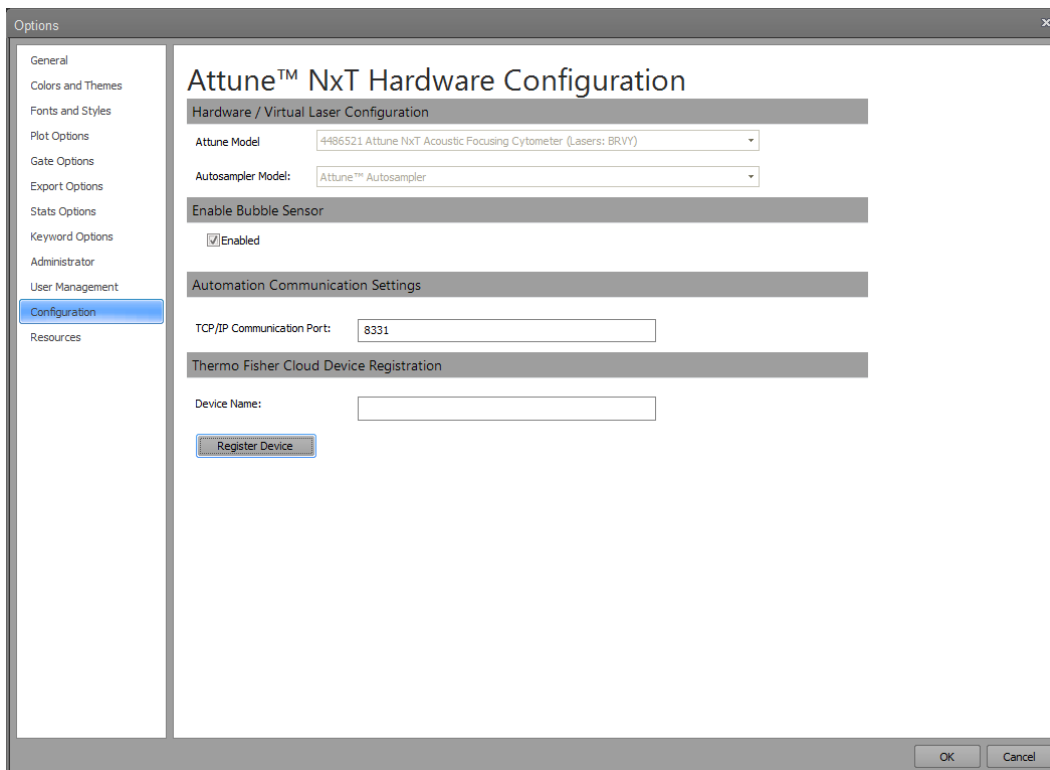 Options
General
Colors and Themes
Fonts and Styles
Plot Options
Gate Options
Export Options
Stats Options
Keyword Options
Administrator
User Management
Configuration
Resources
Attune™ NxT Hardware Configuration
Hardware / Virtual Laser Configuration
Attune Model
4486521 Attune NxT Acoustic Focusing Cytometer (Lasers: BRVY)
Autosampler Model:
Attune™ Autosampler
Enable Bubble Sensor
Enabled
Automation Communication Settings
TCP/IP Communication Port:
8331
Thermo Fisher Cloud Device Registration
Device Name:
Register Device
OK
Cancel